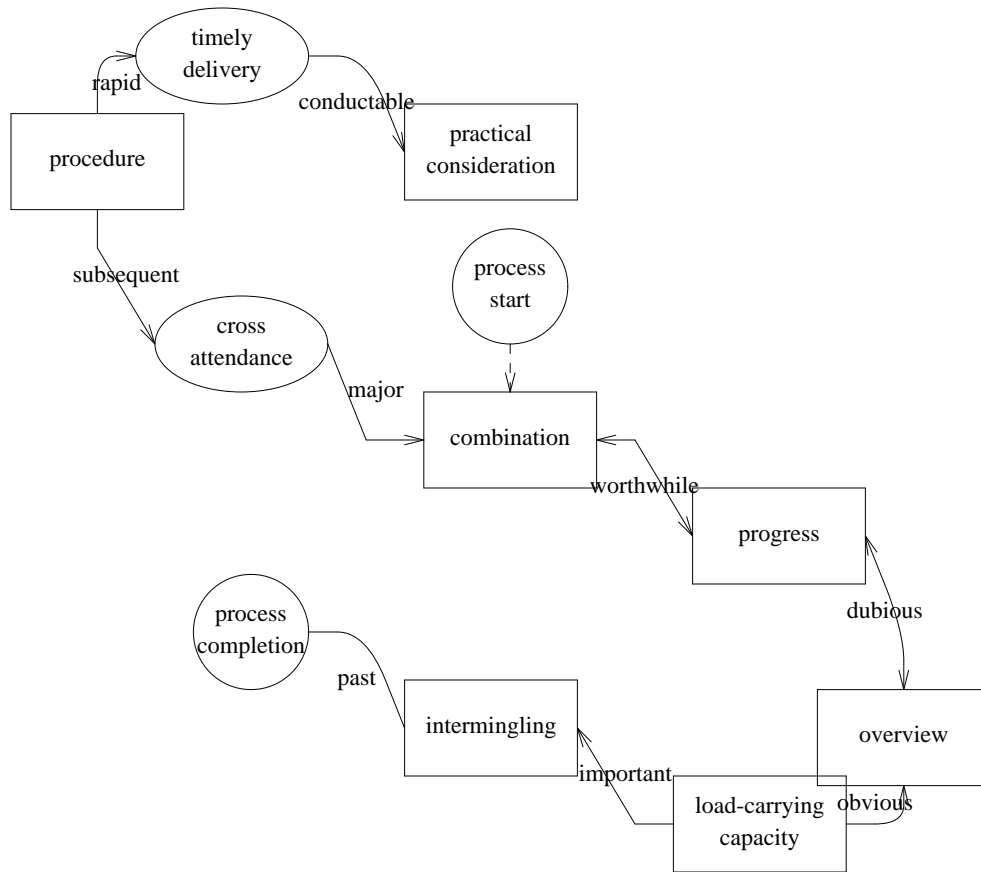 timely
delivery
rapid
conductable
practical
consideration
procedure
process
start
subsequent
cross
attendance
major
combination
worthwhile
progress
process
completion
dubious
past
intermingling
overview
important
load-carrying
capacity
obvious